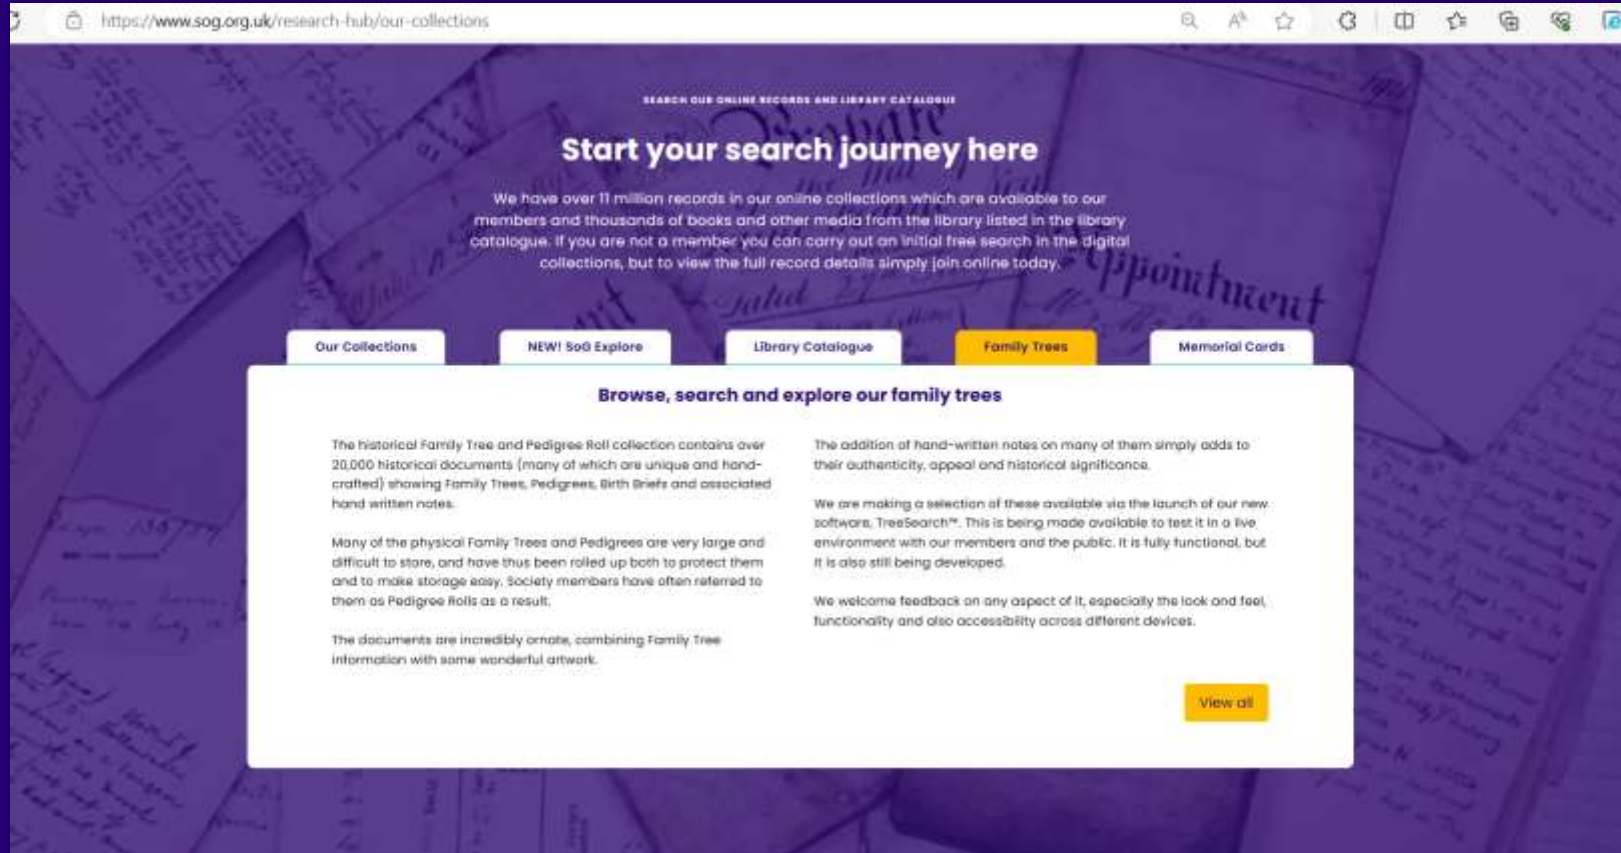 https://www.sog.org.uk/research-hub/our-collections
SEARCH OUR ONLINE RECORDS AND LIBRARY CATALOGUE
Start your search journey here
We have over 11 million records in our online collections which are available to our
members and thousands of books and other media from the library listed in the library
catalogue. If you are not a member you can carry out an initial free search in the digital
collections, but to view the full record details simply join online today.
Probate
Appointment
Our Collections
NEW! SoG Explore
Library Catalogue
Family Trees
Memorial Cards
Browse, search and explore our family trees
The historical Family Tree and Pedigree Roll collection contains over
20,000 historical documents (many of which are unique and hand-
crafted) showing Family Trees, Pedigrees, Birth Briefs and associated
hand written notes.
Many of the physical Family Trees and Pedigrees are very large and
difficult to store, and have thus been rolled up both to protect them
and to make storage easy. Society members have often referred to
them as Pedigree Rolls as a result.
The documents are incredibly ornate, combining Family Tree
information with some wonderful artwork.
The addition of hand-written notes on many of them simply adds to
their authenticity, appeal and historical significance.
We are making a selection of these available via the launch of our new
software, TreeSearch™. This is being made available to test it in a live
environment with our members and the public. It is fully functional, but
it is also still being developed.
We welcome feedback on any aspect of it, especially the look and feel,
functionality and also accessibility across different devices.
View all